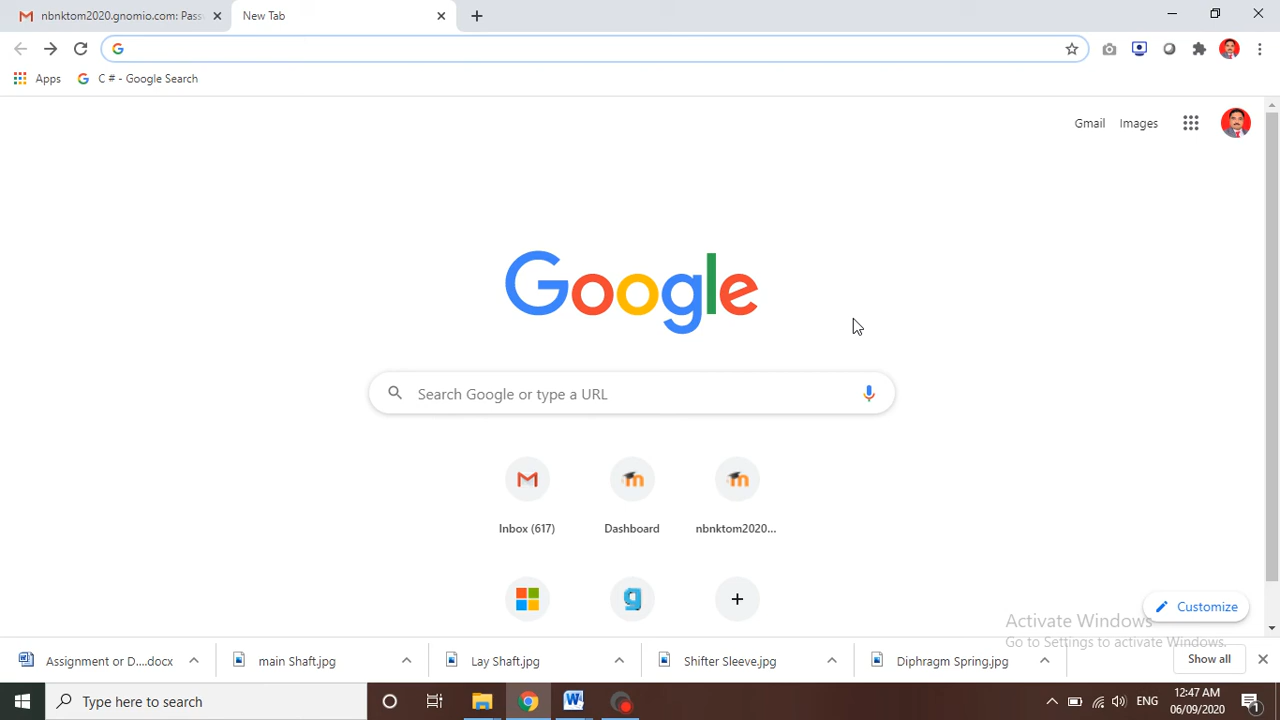 nbnktom2020.gnomio.com: Pass
New Tab
Apps
C # - Google Search
Gmail
Images
Google
Search Google or type a URL
Inbox (617)
Dashboard
nbnktom2020...
Customize
Activate Windows
Go to Settings to activate Windows.
Assignment or D....docx
main Shaft.jpg
Lay Shaft.jpg
Shifter Sleeve.jpg
Diphragm Spring.jpg
Show all
Type here to search
ENG
12:47 AM
06/09/2020
1